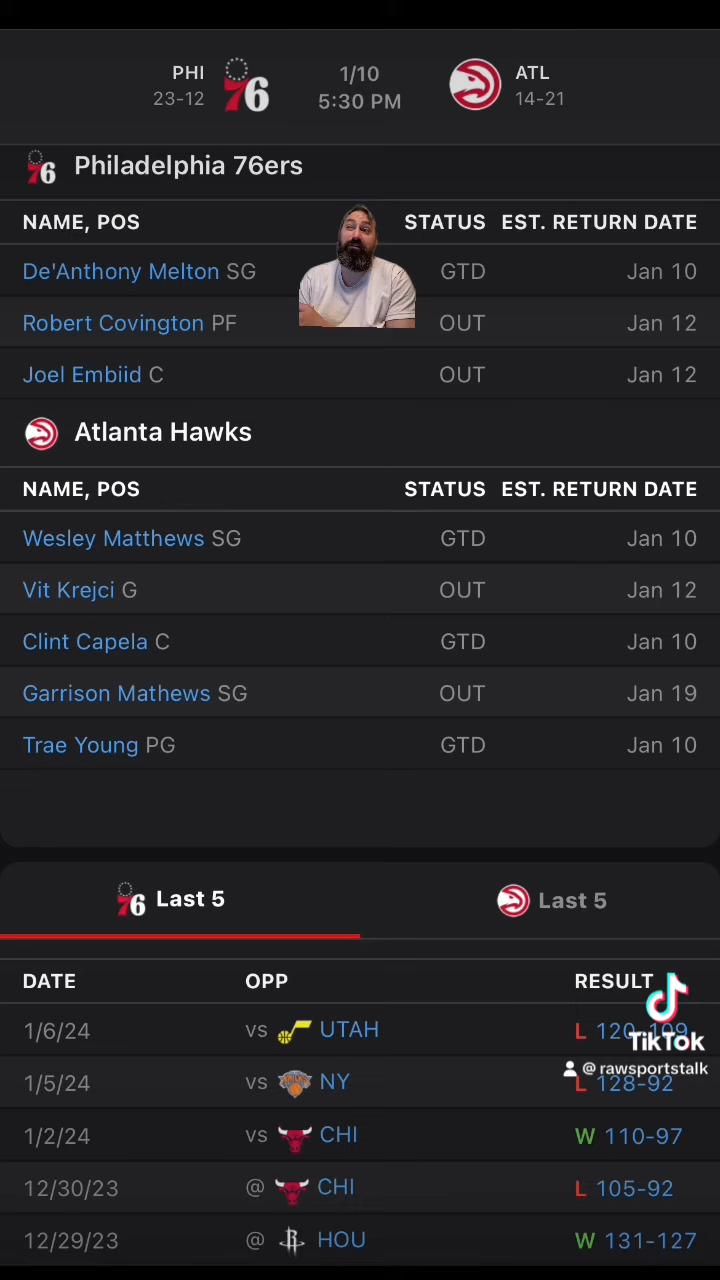 PHI 1/10 ATL
23-12 76 5:30 PM 14-21
76 Philadelphia 76ers
NAME, POS STATUS EST. RETURN DATE
De'Anthony Melton SG GTD Jan 10
Robert Covington PF OUT Jan 12
Joel Embiid C OUT Jan 12
Atlanta Hawks
NAME, POS STATUS EST. RETURN DATE
Wesley Matthews SG GTD Jan 10
Vit Krejci G OUT Jan 12
Clint Capela C GTD Jan 10
Garrison Mathews SG OUT Jan 19
Trae Young PG GTD Jan 10
76 Last 5 Last 5
DATE OPP RESULT
1/6/24 vs UTAH L 120-109
TikTok
@rawsportstalk
1/5/24 vs NY L 128-92
1/2/24 vs CHI W 110-97
12/30/23 @ CHI L 105-92
12/29/23 @ HOU W 131-127